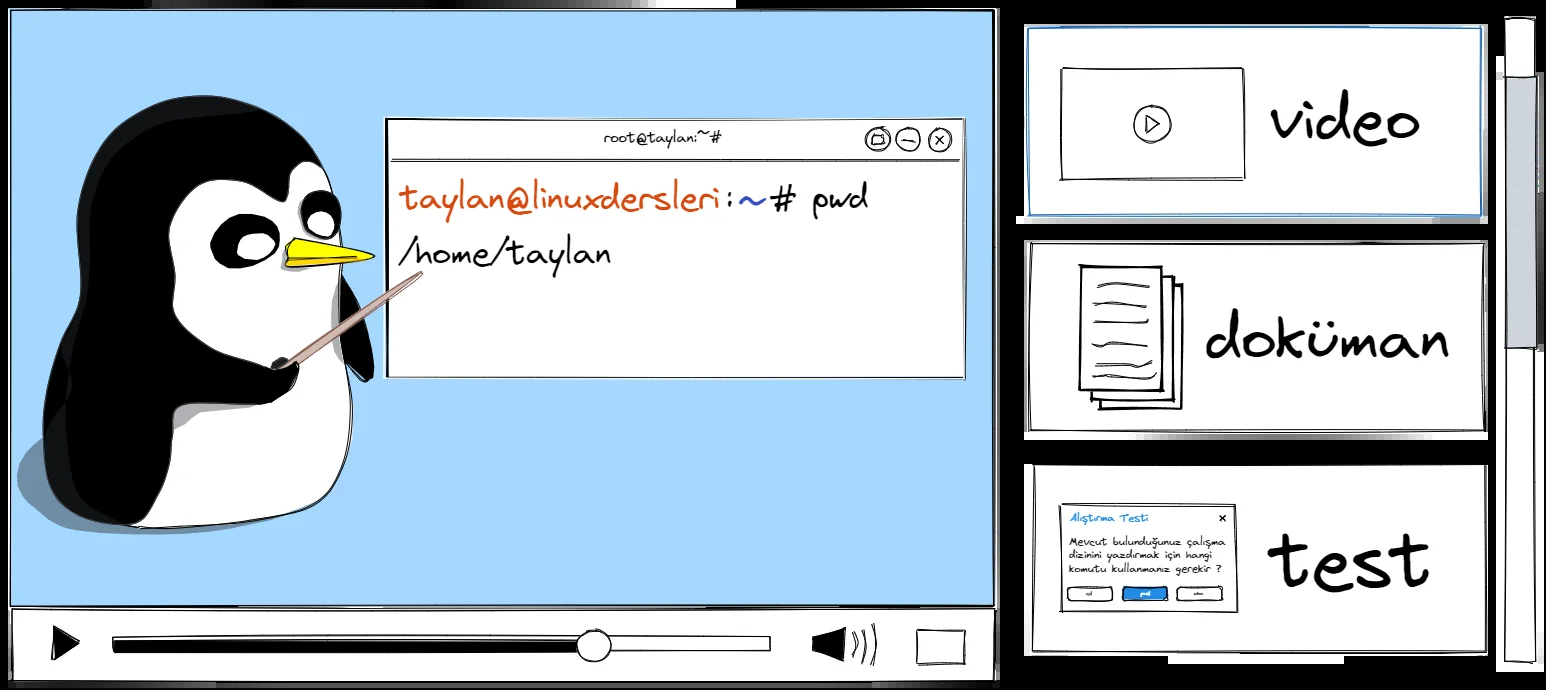 root@taylan:~#
taylan@linuxdersleri:~# pwd
/home/taylan
video
doküman
Alıştırma Testi
Mevcut bulunduğunuz çalışma
dizinini yazdırmak için hangi
komutu kullanmanız gerekir ?
cd pwd
test